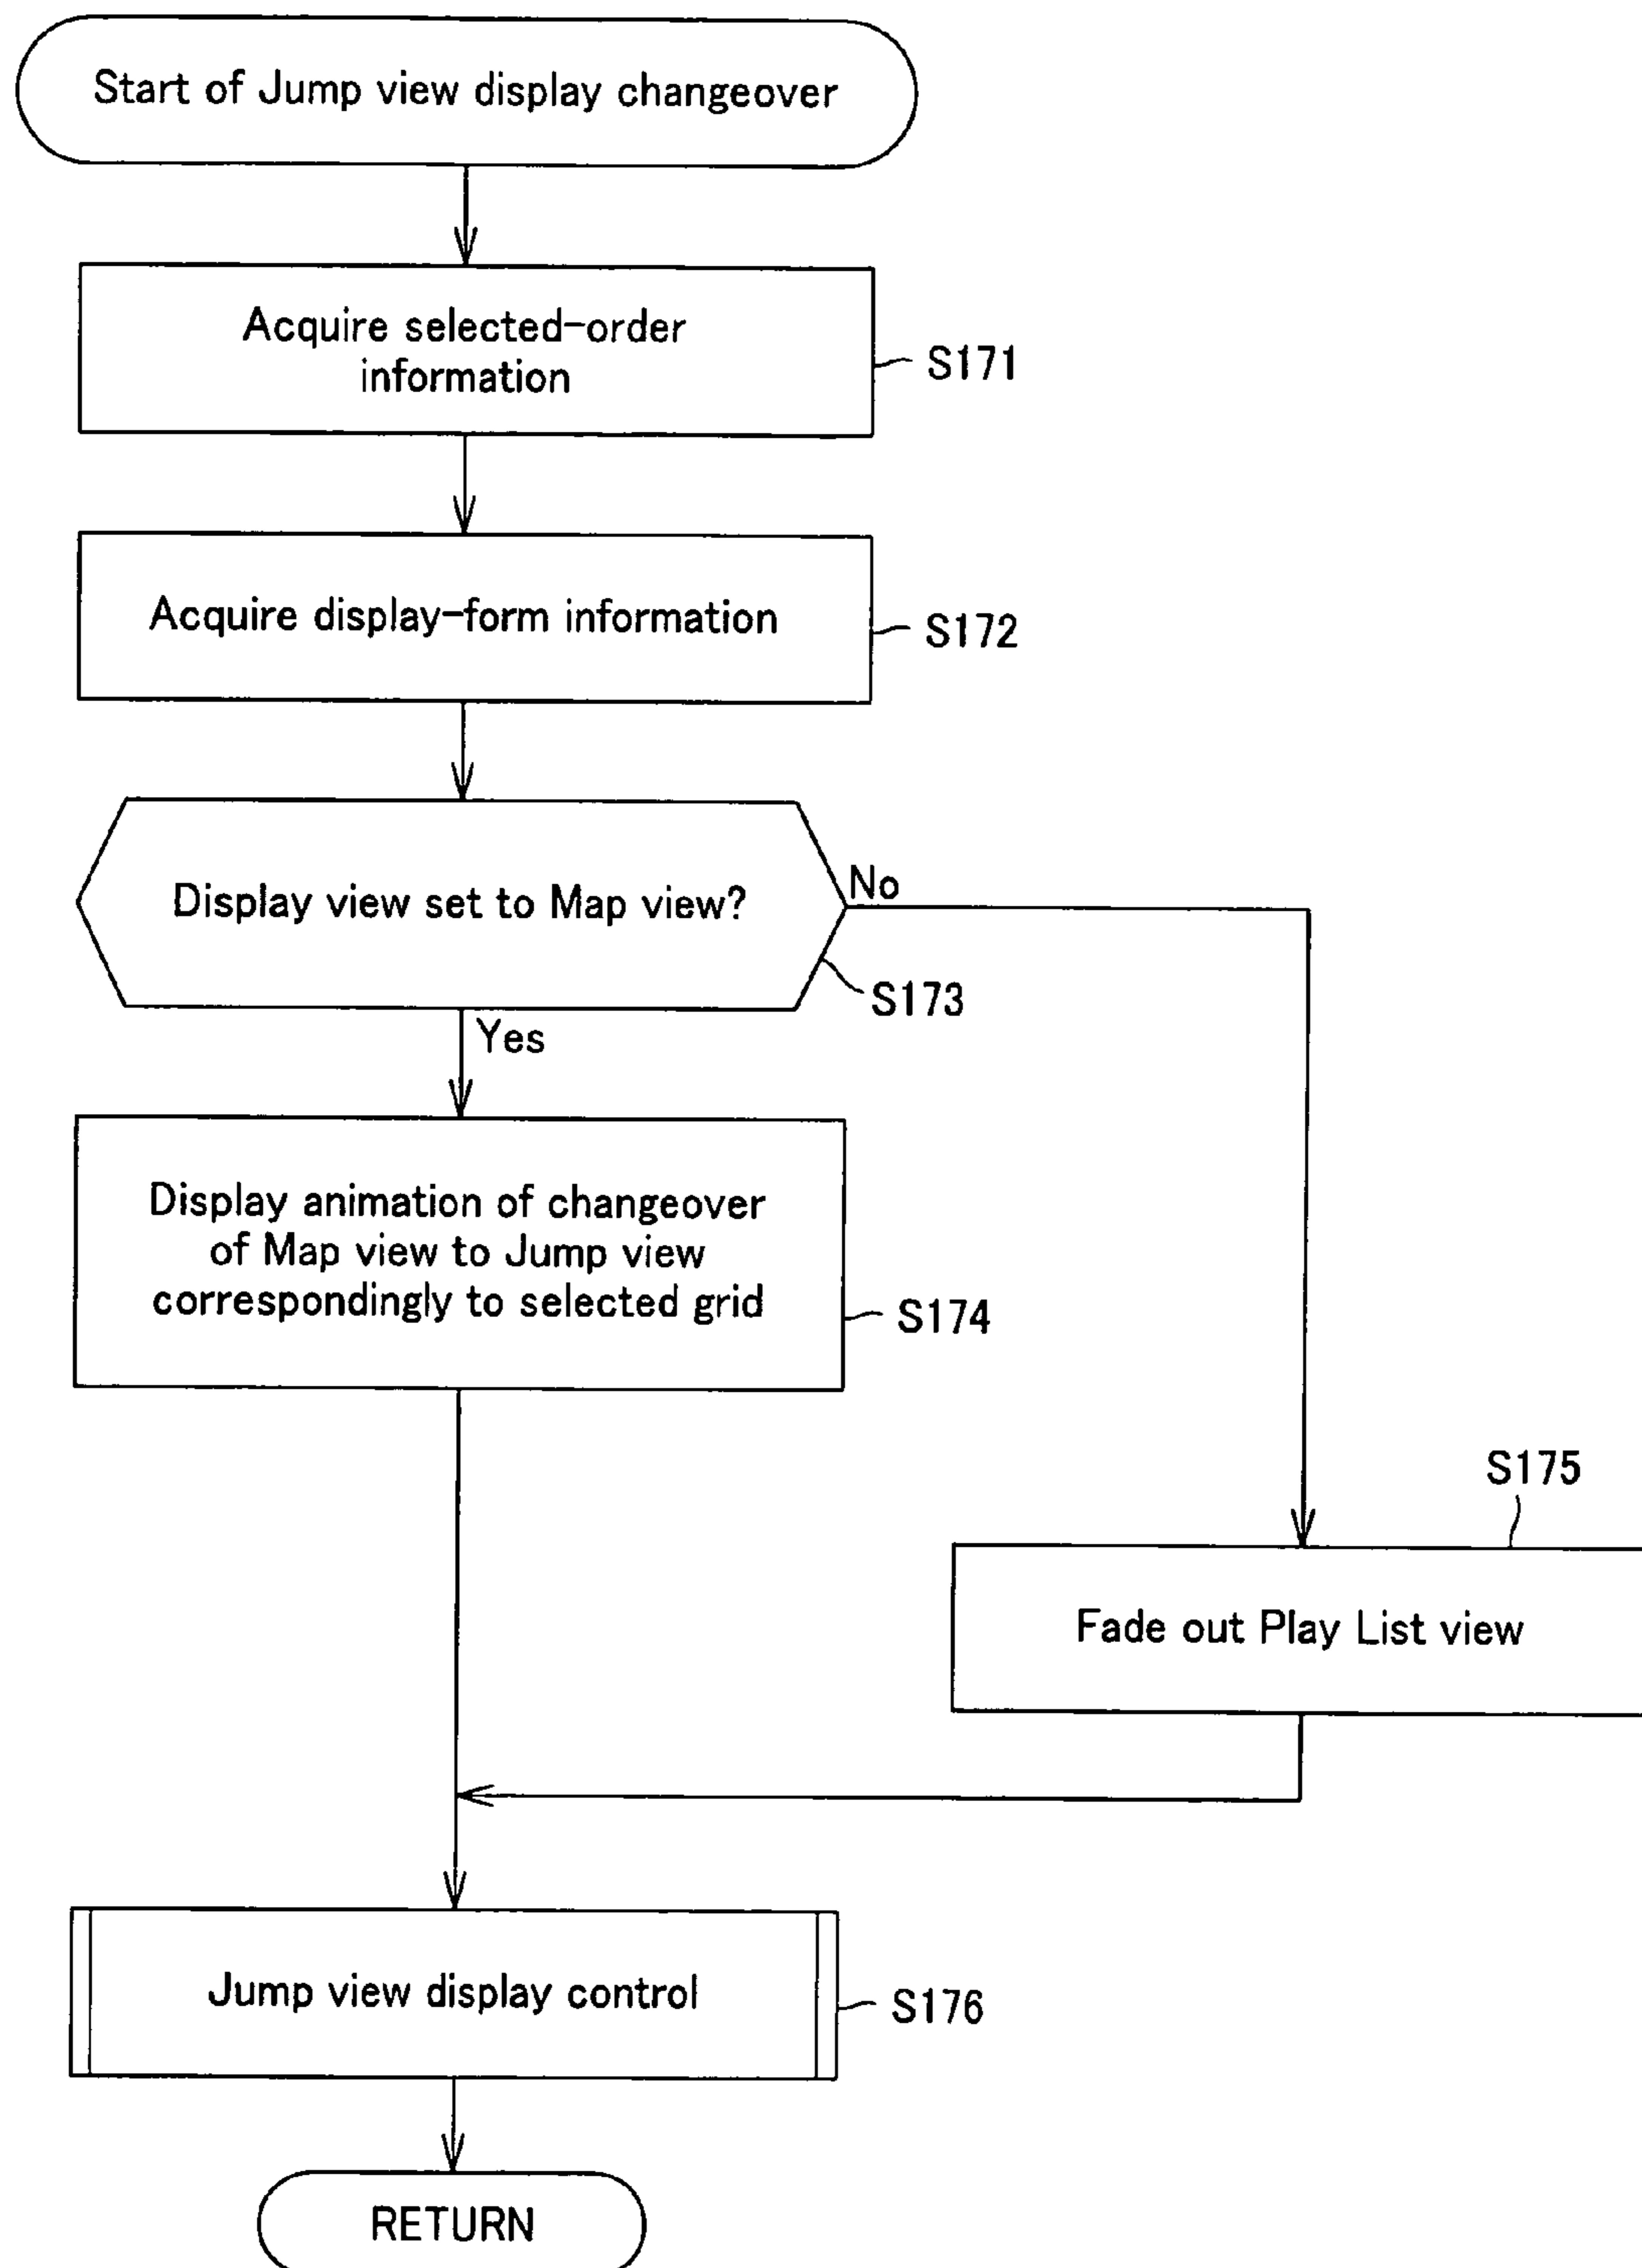 Start of Jump view display changeover
Acquire selected-order
information
S171
Acquire display-form information
S172
Display view set to Map view?
No
S173
Yes
Display animation of changeover
of Map view to Jump view
correspondingly to selected grid
S174
S175
Fade out Play List view
Jump view display control
S176
RETURN